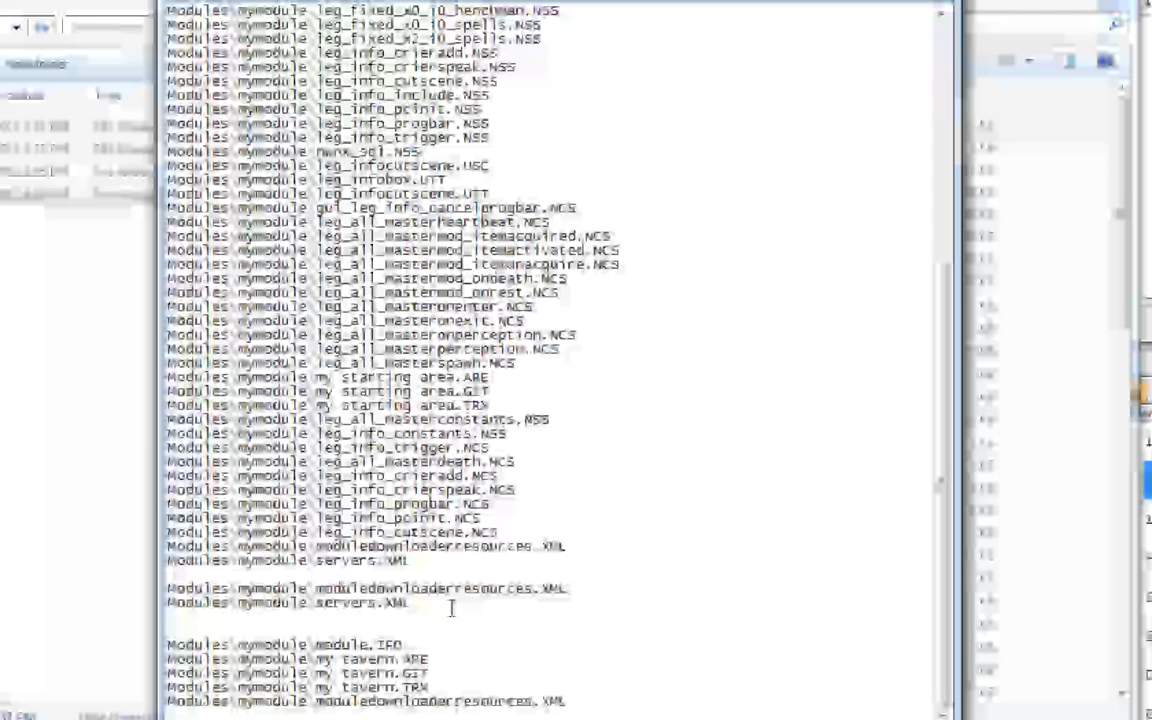 Modules\mymodule\leg_fixed_x0_i0_henchman.NSS
Modules\mymodule\leg_fixed_x0_i0_spells.NSS
Modules\mymodule\leg_fixed_x2_i0_spells.NSS
Modules\mymodule\leg_info_crieradd.NSS
Modules\mymodule\leg_info_crierspeak.NSS
Modules\mymodule\leg_info_cutscene.NSS
Modules\mymodule\leg_info_include.NSS
Modules\mymodule\leg_info_pcinit.NSS
Modules\mymodule\leg_info_progbar.NSS
Modules\mymodule\leg_info_trigger.NSS
Modules\mymodule\nwnx_sql.NSS
Modules\mymodule\leg_infocutscene.USC
Modules\mymodule\leg_infobox.UTT
Modules\mymodule\leg_infocutscene.UTT
Modules\mymodule\gui_leg_info_cancelprogbar.NCS
Modules\mymodule\leg_all_masterheartbeat.NCS
Modules\mymodule\leg_all_mastermod_itemacquired.NCS
Modules\mymodule\leg_all_mastermod_itemactivated.NCS
Modules\mymodule\leg_all_mastermod_itemunacquire.NCS
Modules\mymodule\leg_all_mastermod_ondeath.NCS
Modules\mymodule\leg_all_mastermod_onrest.NCS
Modules\mymodule\leg_all_masteronenter.NCS
Modules\mymodule\leg_all_masteronexit.NCS
Modules\mymodule\leg_all_masteronperception.NCS
Modules\mymodule\leg_all_masterperception.NCS
Modules\mymodule\leg_all_masterspawn.NCS
Modules\mymodule\my starting area.ARE
Modules\mymodule\my starting area.GIT
Modules\mymodule\my starting area.TRX
Modules\mymodule\leg_all_masterconstants.NSS
Modules\mymodule\leg_info_constants.NSS
Modules\mymodule\leg_info_trigger.NCS
Modules\mymodule\leg_all_masterdeath.NCS
Modules\mymodule\leg_info_crieradd.NCS
Modules\mymodule\leg_info_crierspeak.NCS
Modules\mymodule\leg_info_progbar.NCS
Modules\mymodule\leg_info_pcinit.NCS
Modules\mymodule\leg_info_cutscene.NCS
Modules\mymodule\moduledownloaderresources.XML
Modules\mymodule\servers.XML
Modules\mymodule\moduledownloaderresources.XML
Modules\mymodule\servers.XML
Modules\mymodule\module.IFO
Modules\mymodule\my tavern.ARE
Modules\mymodule\my tavern.GIT
Modules\mymodule\my tavern.TRX
Modules\mymodule\moduledownloaderresources.XML